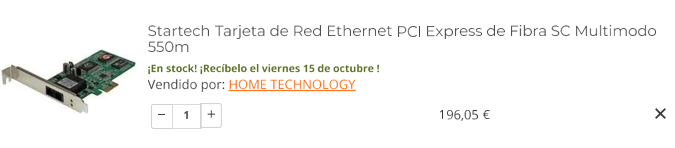 Startech Tarjeta de Red Ethernet PCI Express de Fibra SC Multimodo
550m
¡En stock! ¡Recíbelo el viernes 15 de octubre !
Vendido por: HOME TECHNOLOGY
− 1 + 196,05 € ✕